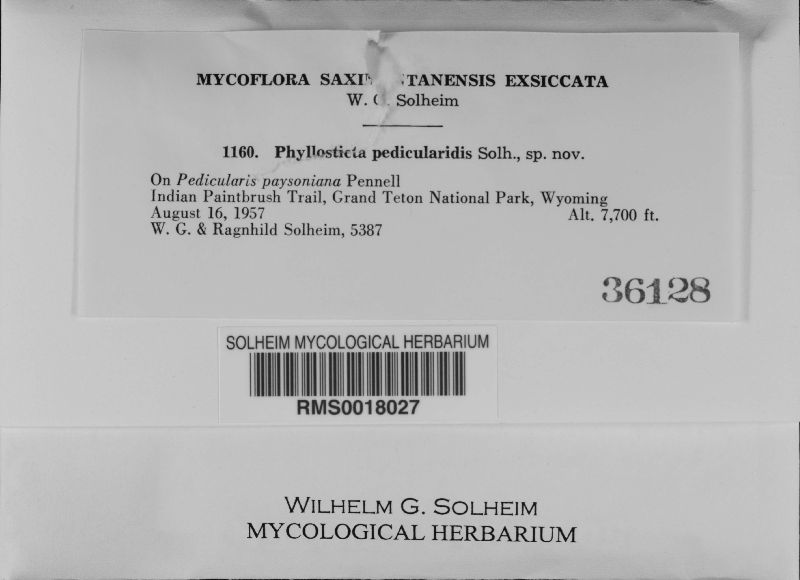 MYCOFLORA EXSICCATA
W. Solheim
1160. Phyllosticta pedicularidis Solh., sp. nov.
On Pedicularis paysoniana Pennell
Indian Paintbrush Trail, Grand Teton National Park, Wyoming
August 16, 1957 Alt. 7,700 ft.
W. G. & Ragnhild Solheim, 5387
36128
SOLHEIM MYCOLOGICAL HERBARIUM
RMS0018027
WILHELM G. SOLHEIM
MYCOLOGICAL HERBARIUM